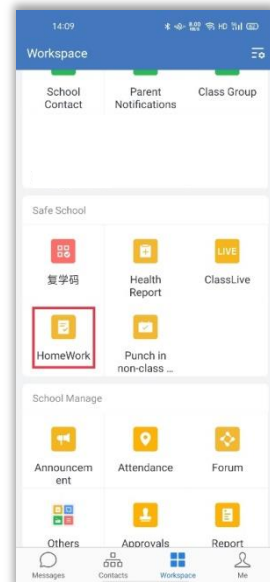 14:09
HD
Workspace
School Contact
Parent Notifications
Class Group
Safe School
复学码
Health Report
LIVE
ClassLive
HomeWork
Punch in non-class ...
School Manage
Announcem
ent
Attendance
Forum
Others
Approvals
Report
Messages
Contacts
Workspace
Me